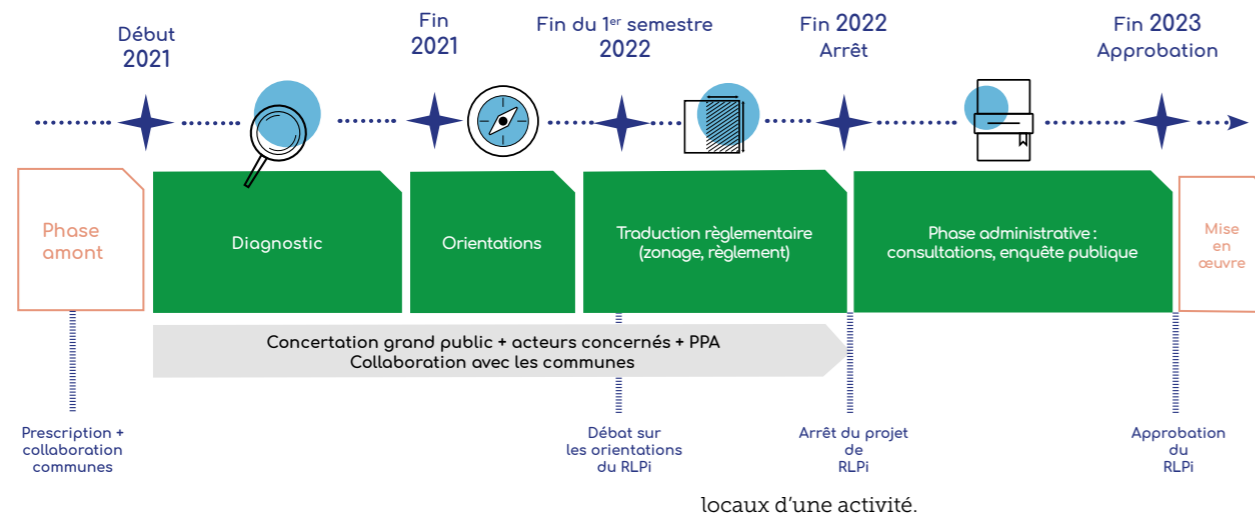 Début
2021
Fin
2021
Fin du 1er semestre
2022
Fin 2022
Arrêt
Fin 2023
Approbation
Phase
amont
Diagnostic
Orientations
Traduction règlementaire
(zonage, règlement)
Phase administrative :
consultations, enquête publique
Mise
en
œuvre
Concertation grand public + acteurs concernés + PPA
Collaboration avec les communes
Prescription +
collaboration
communes
Débat sur
les orientations
du RLPi
Arrêt du projet
de
RLPi
Approbation
du
RLPi
locaux d'une activité.